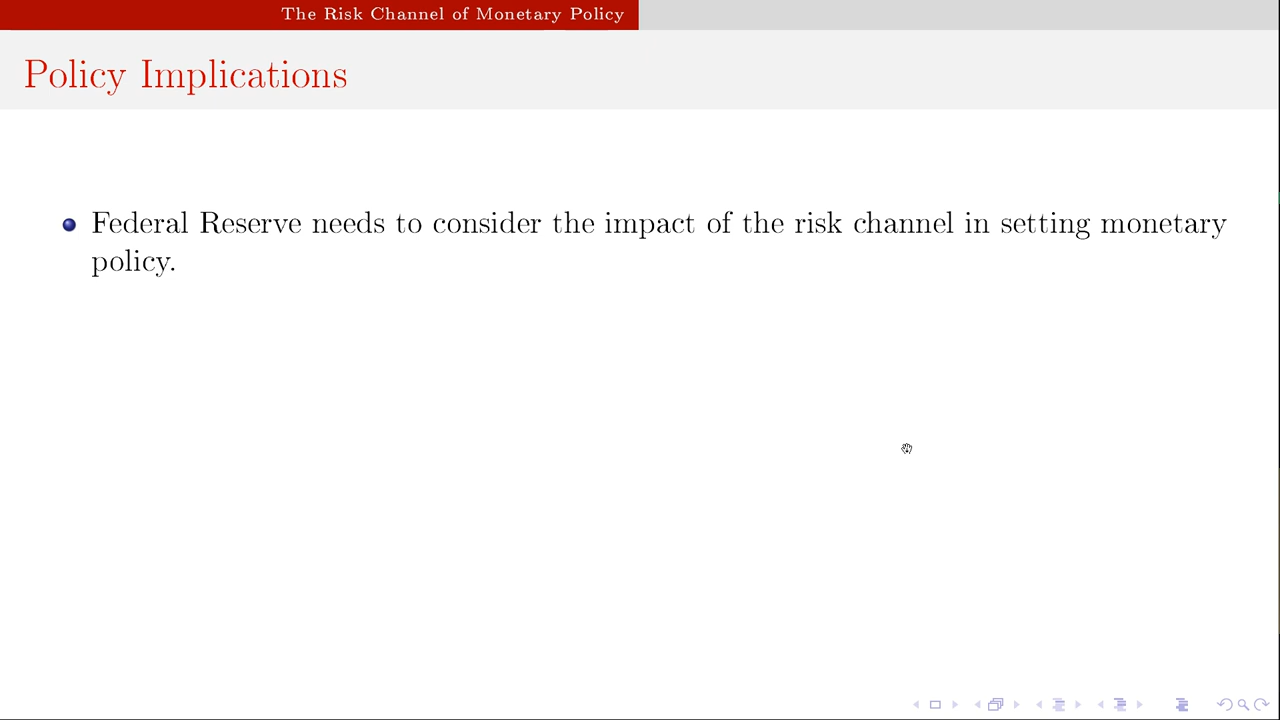 The Risk Channel of Monetary Policy
Policy Implications
Federal Reserve needs to consider the impact of the risk channel in setting monetary
policy.